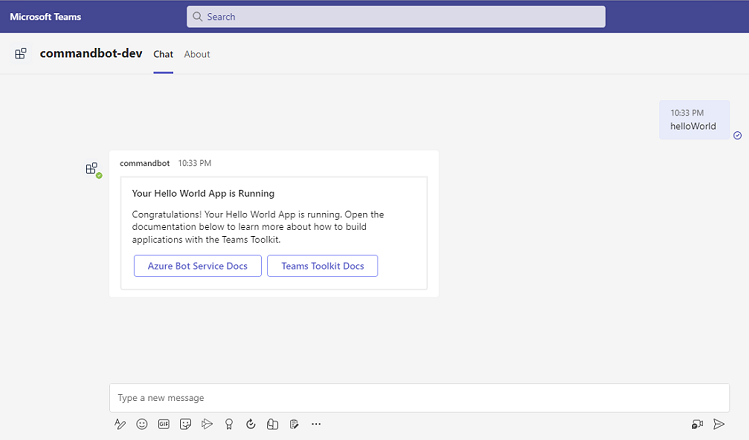 Microsoft Teams
Search
commandbot-dev Chat About
10:33 PM
helloWorld
commandbot 10:33 PM
Your Hello World App is Running
Congratulations! Your Hello World App is running. Open the
documentation below to learn more about how to build
applications with the Teams Toolkit.
Azure Bot Service Docs Teams Toolkit Docs
Type a new message
GIF